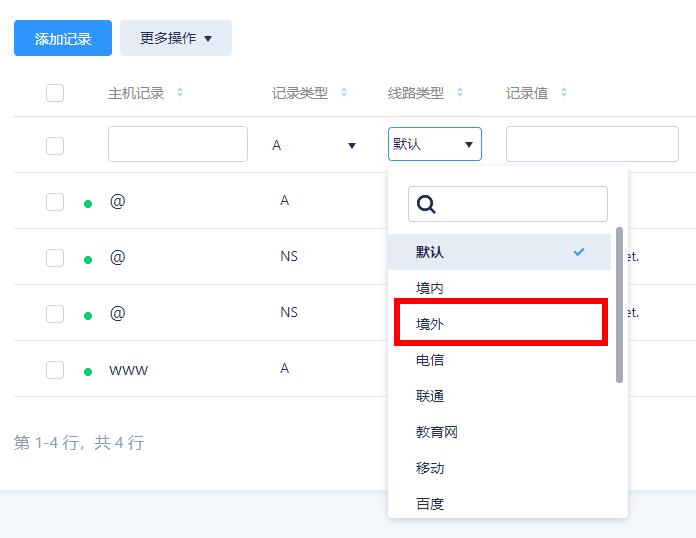 添加记录 更多操作
主机记录 记录类型 线路类型 记录值
A 默认
@ A
默认
@ NS et.
境内
@ NS et.
境外
www A
电信
联通
教育网
第 1-4 行，共 4 行
移动
百度